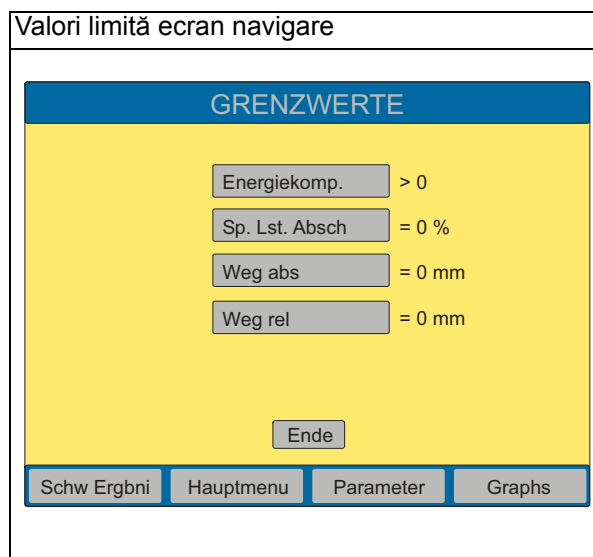 Valori limită ecran navigare
GRENZWERTE
Energiekomp. > 0
Sp. Lst. Absch = 0 %
Weg abs = 0 mm
Weg rel = 0 mm
Ende
Schw Ergbni Hauptmenu Parameter Graphs